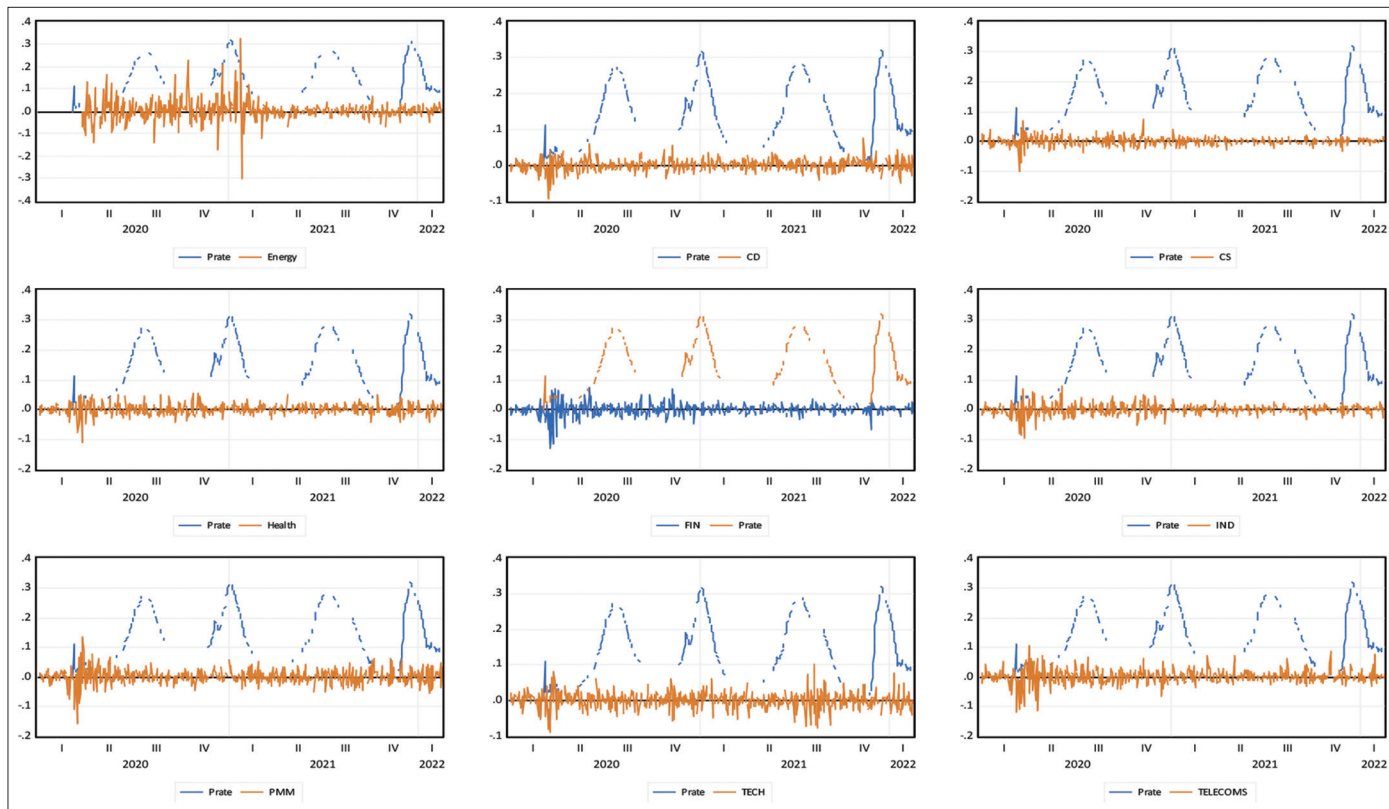 .4
.3
.2
.1
.0
-.1
-.2
-.3
-.4
I II III IV I II III IV I
2020 2021 2022
Prate Energy
.4
.3
.2
.1
.0
0.1
I II III IV I II III IV I
2020 2021 2022
Prate CD
.4
.3
.2
.1
.0
-.1
-.2
I II III IV I II III IV I
2020 2021 2022
Prate CS
.4
.3
.2
.1
.0
-.1
-.2
I II III IV I II III IV I
2020 2021 2022
Prate Health
.4
.3
.2
.1
.0
-.1
-.2
I II III IV I II III IV I
2020 2021 2022
FIN Prate
.4
.3
.2
.1
.0
-.1
-.2
I II III IV I II III IV I
2020 2021 2022
Prate IND
.4
.3
.2
.1
.0
-.1
-.2
I II III IV I II III IV I
2020 2021 2022
Prate PMM
.4
.3
.2
.1
.0
0.1
I II III IV I II III IV I
2020 2021 2022
Prate TECH
.4
.3
.2
.1
.0
-.1
-.2
I II III IV I II III IV I
2020 2021 2022
Prate TELECOMS